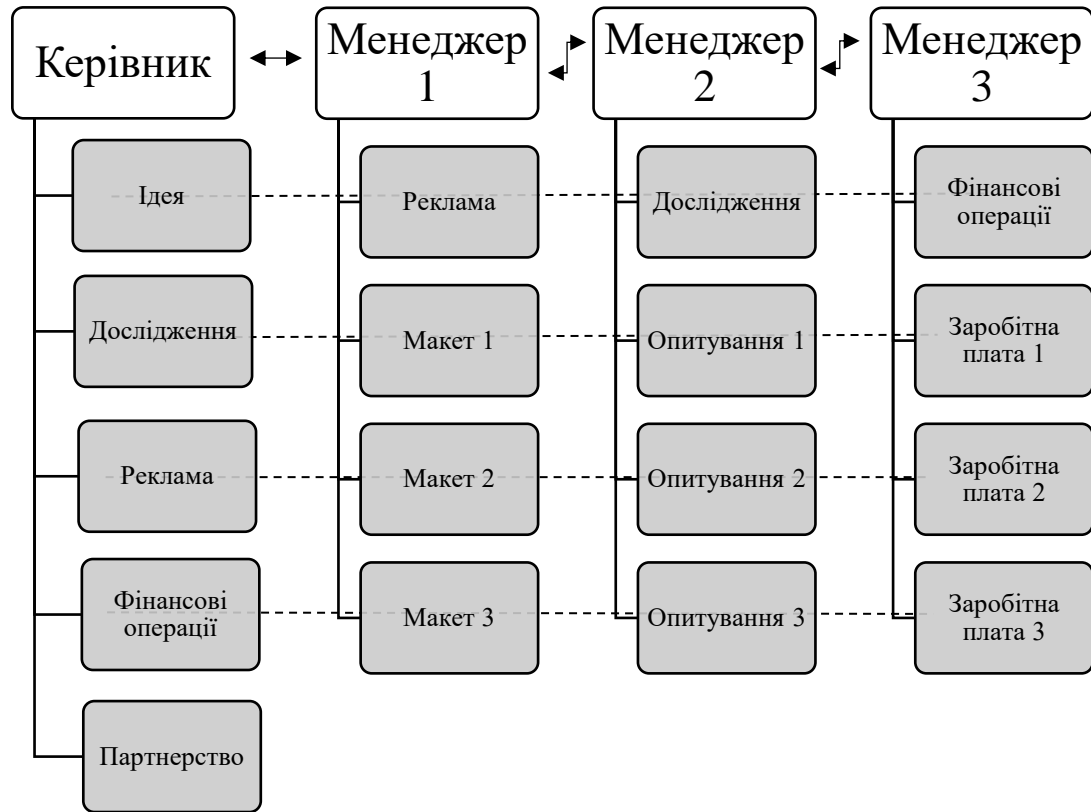 Керівник
Менеджер
1
Менеджер
2
Менеджер
3
Ідея
Дослідження
Реклама
Фінансові
операції
Партнерство
Реклама
Макет 1
Макет 2
Макет 3
Дослідження
Опитування 1
Опитування 2
Опитування 3
Фінансові
операції
Заробітна
плата 1
Заробітна
плата 2
Заробітна
плата 3